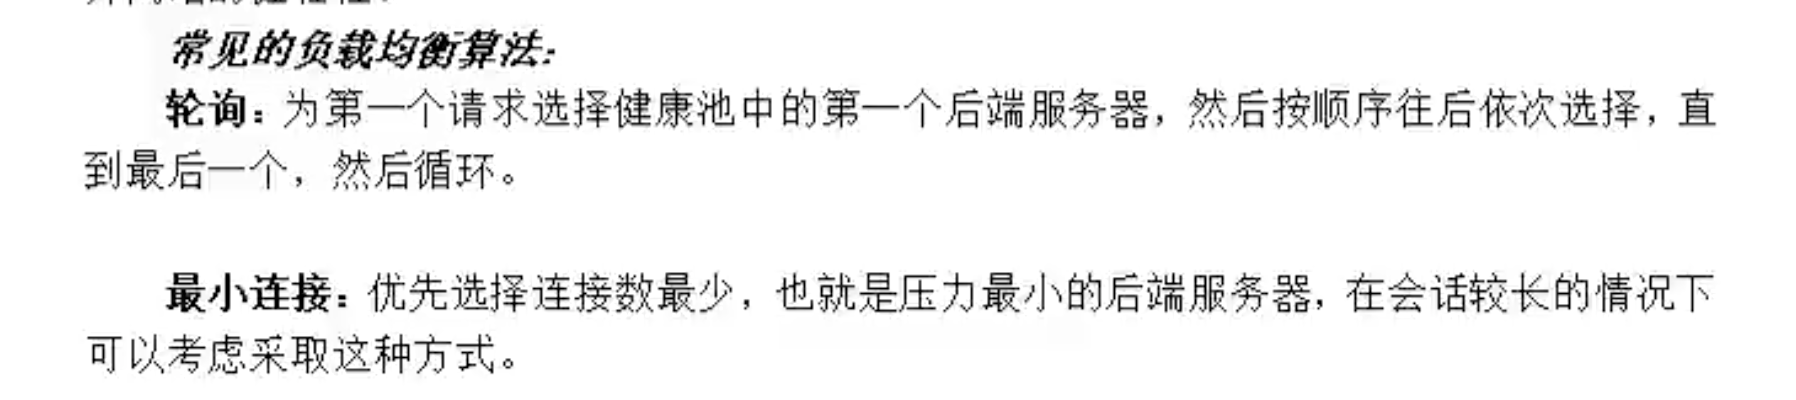 常见的负载均衡算法:
轮询：为第一个请求选择健康池中的第一个后端服务器，然后按顺序往后依次选择，直
到最后一个，然后循环。
最小连接：优先选择连接数最少，也就是压力最小的后端服务器，在会话较长的情况下
可以考虑采取这种方式。